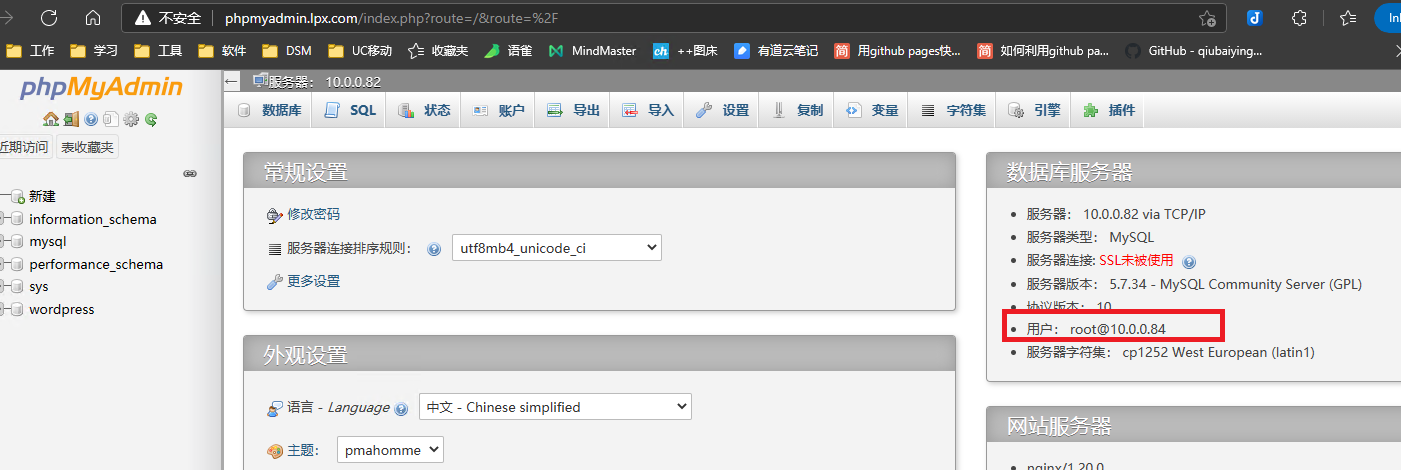 不安全 phpmyadmin.lpx.com/index.php?route=/&route=%2F
工作 学习 工具 软件 DSM UC移动 收藏夹 语雀 MindMaster ++图床 有道云笔记 用github pages快... 如何利用github pa... GitHub - qiubaiying...
phpMyAdmin
近期访问 表收藏夹
新建
information_schema
mysql
performance_schema
sys
wordpress
服务器： 10.0.0.82
数据库 SQL 状态 账户 导出 导入 设置 复制 变量 字符集 引擎 插件
常规设置
修改密码
服务器连接排序规则： utf8mb4_unicode_ci
更多设置
外观设置
语言 - Language 中文 - Chinese simplified
主题： pmahomme
数据库服务器
服务器： 10.0.0.82 via TCP/IP
服务器类型： MySQL
服务器连接: SSL未被使用
服务器版本： 5.7.34 - MySQL Community Server (GPL)
协议版本： 10
用户： root@10.0.0.84
服务器字符集： cp1252 West European (latin1)
网站服务器
nginx/1.20.0